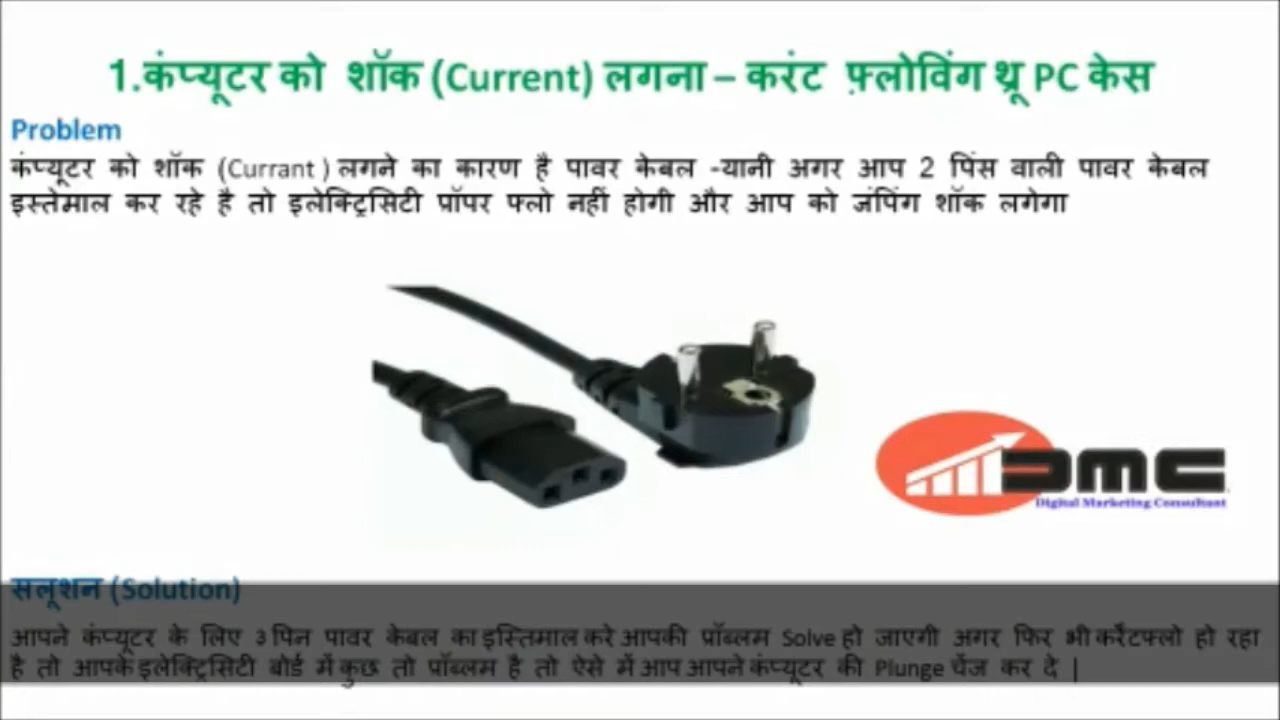 1.कंप्यूटर को शॉक (Current) लगना – करंट फ़्लोविंग थ्रू PC केस
Problem
कंप्यूटर को शॉक (Currant ) लगने का कारण है पावर केबल -यानी अगर आप 2 पिंस वाली पावर केबल
इस्तेमाल कर रहे है तो इलेक्ट्रिसिटी प्रॉपर फ्लो नहीं होगी और आप को जंपिंग शॉक लगेगा
DMC
Digital Marketing Consultant
सलूशन (Solution)
आपने कंप्यूटर के लिए ३ पिन पावर केबल का इस्तिमाल करे आपकी प्रॉब्लम Solve हो जाएगी अगर फिर भी करैंटफ्लो हो रहा
है तो आपके इलेक्ट्रिसिटी बोर्ड में कुछ तो प्रॉब्लम है तो ऐसे में आप आपने कंप्यूटर की Plunge चेंज कर दे |